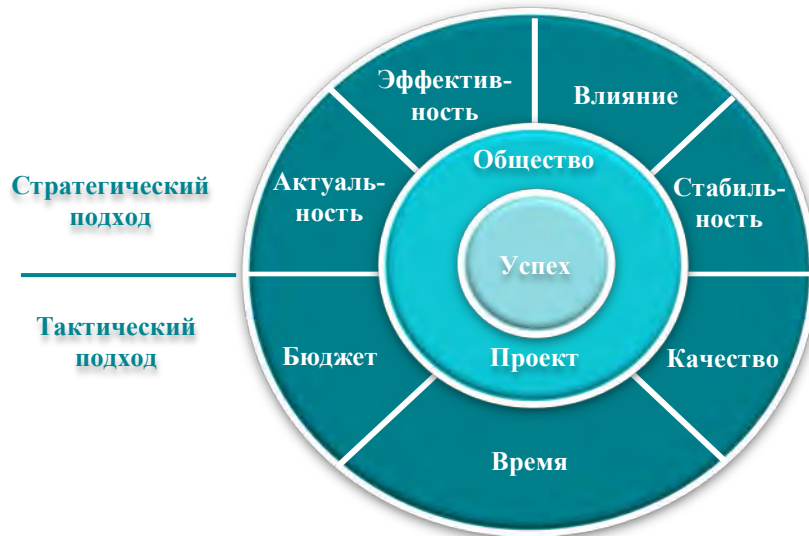 Эффектив-
ность
Влияние
Общество
Стратегический
подход
Актуаль-
ность
Стабиль-
ность
Успех
Тактический
подход
Бюджет
Проект
Качество
Время